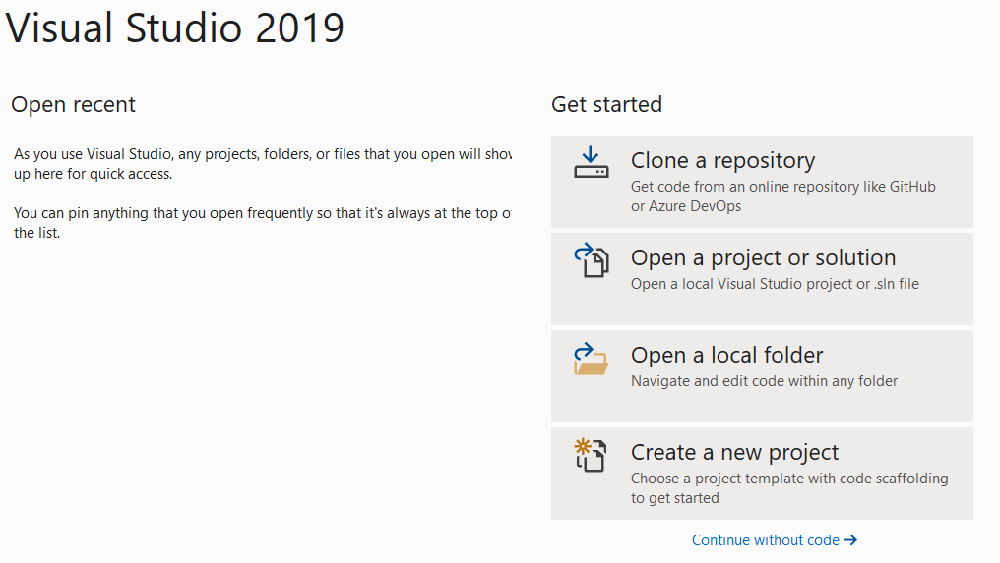 Visual Studio 2019
Open recent
As you use Visual Studio, any projects, folders, or files that you open will show
up here for quick access.
You can pin anything that you open frequently so that it's always at the top o
the list.
Get started
Clone a repository
Get code from an online repository like GitHub
or Azure DevOps
Open a project or solution
Open a local Visual Studio project or .sln file
Open a local folder
Navigate and edit code within any folder
Create a new project
Choose a project template with code scaffolding
to get started
Continue without code →